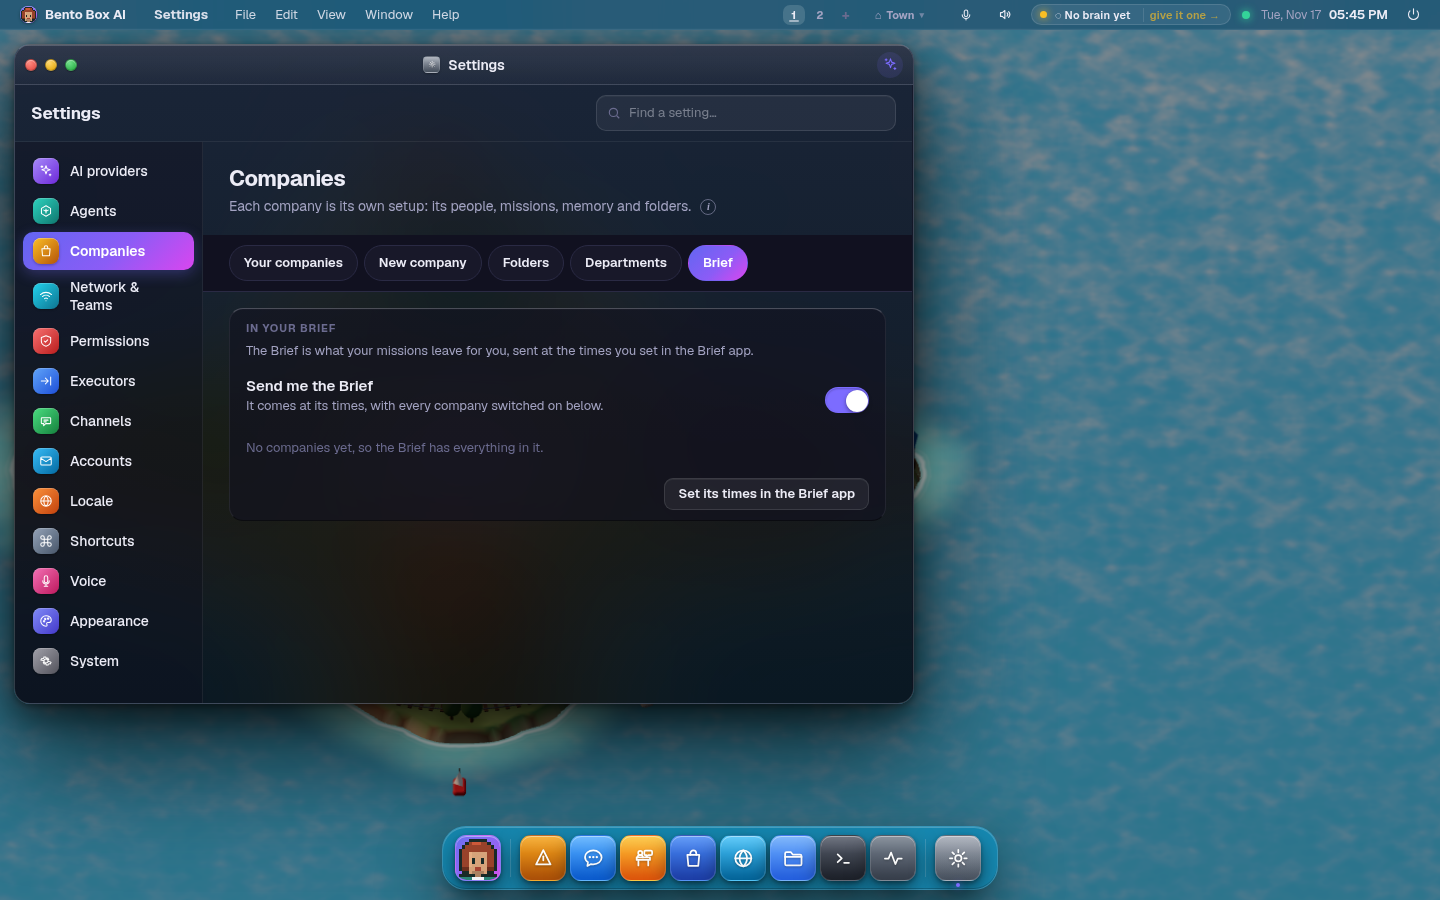 Bento Box AI Settings File Edit View Window Help 1 2 + Town No brain yet give it one → Tue, Nov 17 05:45 PM
Settings
Settings
Find a setting...
AI providers
Agents
Companies
Network & Teams
Permissions
Executors
Channels
Accounts
Locale
Shortcuts
Voice
Appearance
System
Companies
Each company is its own setup: its people, missions, memory and folders. i
Your companies New company Folders Departments Brief
IN YOUR BRIEF
The Brief is what your missions leave for you, sent at the times you set in the Brief app.
Send me the Brief
It comes at its times, with every company switched on below.
No companies yet, so the Brief has everything in it.
Set its times in the Brief app